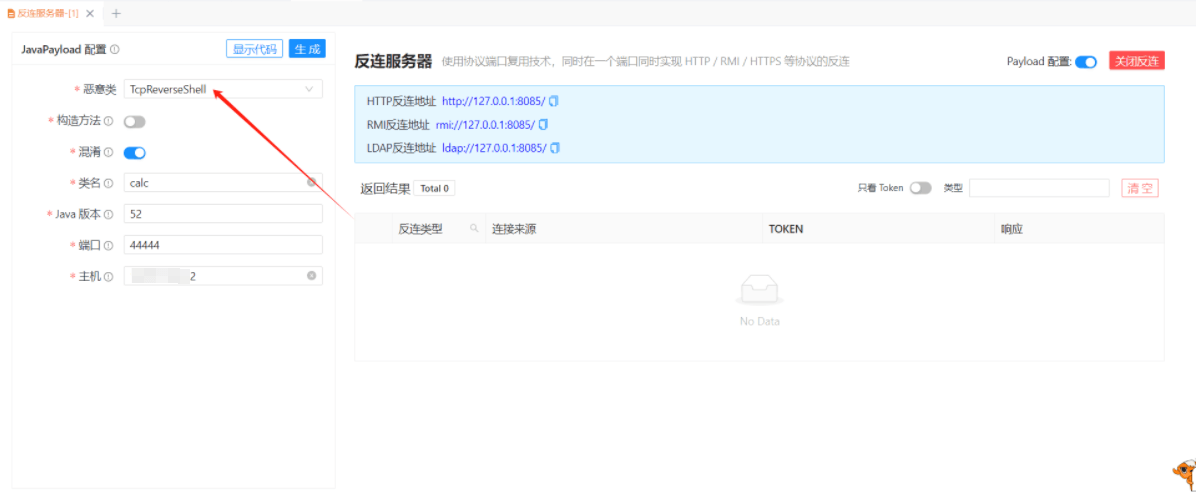 反连服务器-[1]
JavaPayload 配置
显示代码
生成
* 恶意类 TcpReverseShell
* 构造方法
* 混淆
* 类名 calc
* Java 版本 52
* 端口 44444
* 主机 2
反连服务器 使用协议端口复用技术，同时在一个端口同时实现 HTTP / RMI / HTTPS 等协议的反连
Payload 配置:
关闭反连
HTTP反连地址 http://127.0.0.1:8085/
RMI反连地址 rmi://127.0.0.1:8085/
LDAP反连地址 ldap://127.0.0.1:8085/
返回结果 Total 0
只看 Token
类型
清空
反连类型 连接来源 TOKEN 响应
No Data